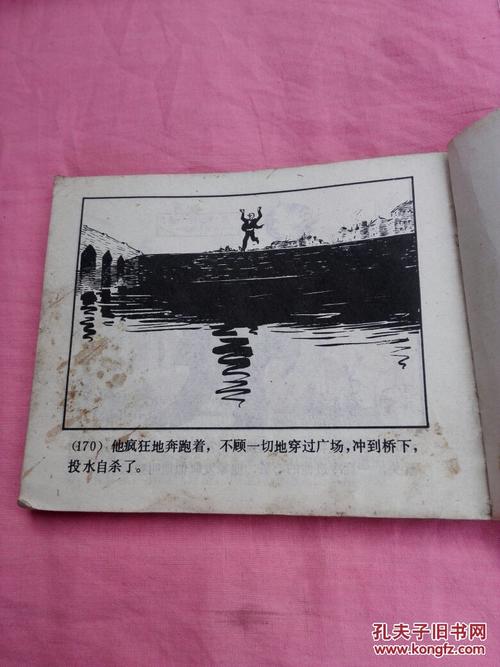 (170) 他疯狂地奔跑着，不顾一切地穿过广场，冲到桥下，
投水自杀了。
孔夫子旧书网
www.kongfz.com